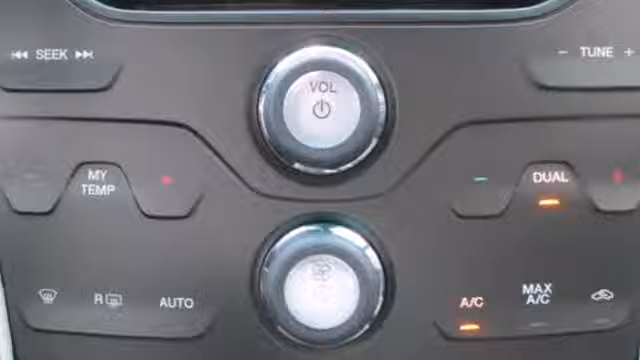 SEEK
VOL
- TUNE +
MY
TEMP
+
-
DUAL
R
AUTO
A/C
MAX
A/C